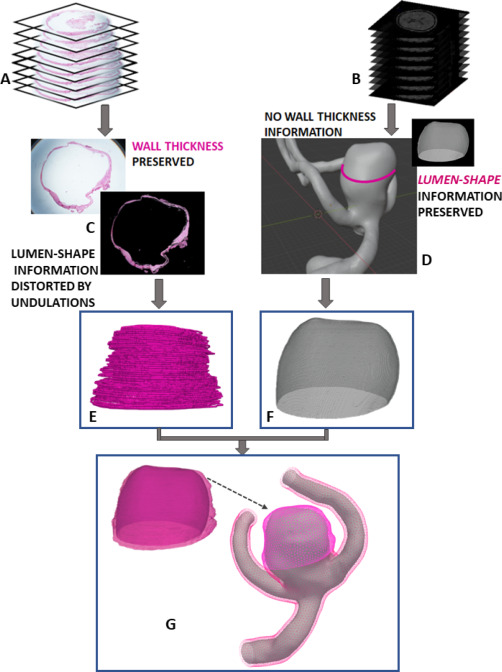 A
B
WALL THICKNESS
PRESERVED
NO WALL THICKNESS
INFORMATION
LUMEN-SHAPE
INFORMATION
PRESERVED
C
D
LUMEN-SHAPE
INFORMATION
DISTORTED BY
UNDULATIONS
E
F
G